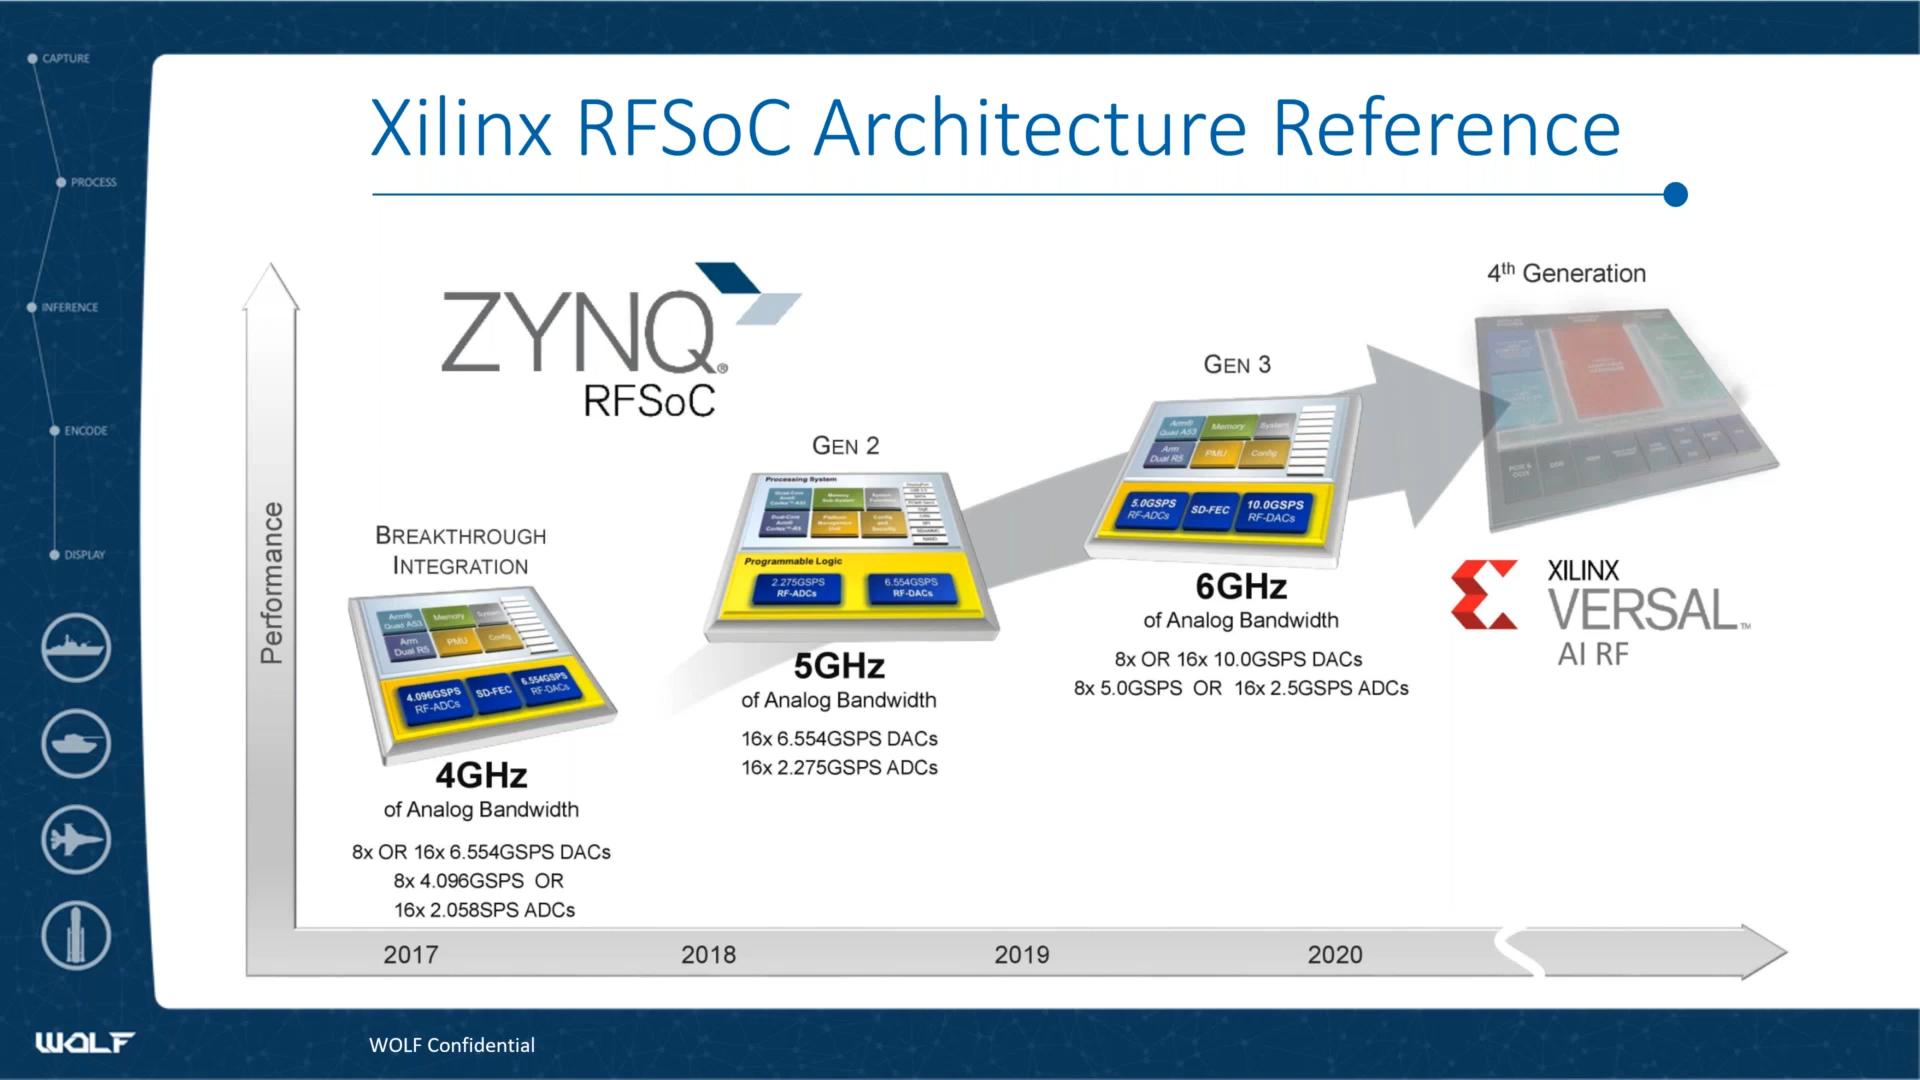 CAPTURE
PROCESS
INFERENCE
ENCODE
DISPLAY
Xilinx RFSoC Architecture Reference
ZYNQ®
RFSoC
Performance
BREAKTHROUGH
INTEGRATION
Arm®
Quad A53
Memory
System
Arm
Dual R5
PMU
Config
4.096GSPS
RF-ADCs
SD-FEC
6.554GSPS
RF-DACs
4GHz
of Analog Bandwidth
8x OR 16x 6.554GSPS DACs
8x 4.096GSPS OR
16x 2.058SPS ADCs
GEN 2
Processing System
Programmable Logic
2.275GSPS
RF-ADCs
6.554GSPS
RF-DACs
5GHz
of Analog Bandwidth
16x 6.554GSPS DACs
16x 2.275GSPS ADCs
GEN 3
Arm®
Quad A53
Memory
System
Arm
Dual R5
PMU
Config
5.0GSPS
RF-ADCs
SD-FEC
10.0GSPS
RF-DACs
6GHz
of Analog Bandwidth
8x OR 16x 10.0GSPS DACs
8x 5.0GSPS OR 16x 2.5GSPS ADCs
4th Generation
XILINX
VERSAL™
AI RF
2017
2018
2019
2020
WOLF
WOLF Confidential